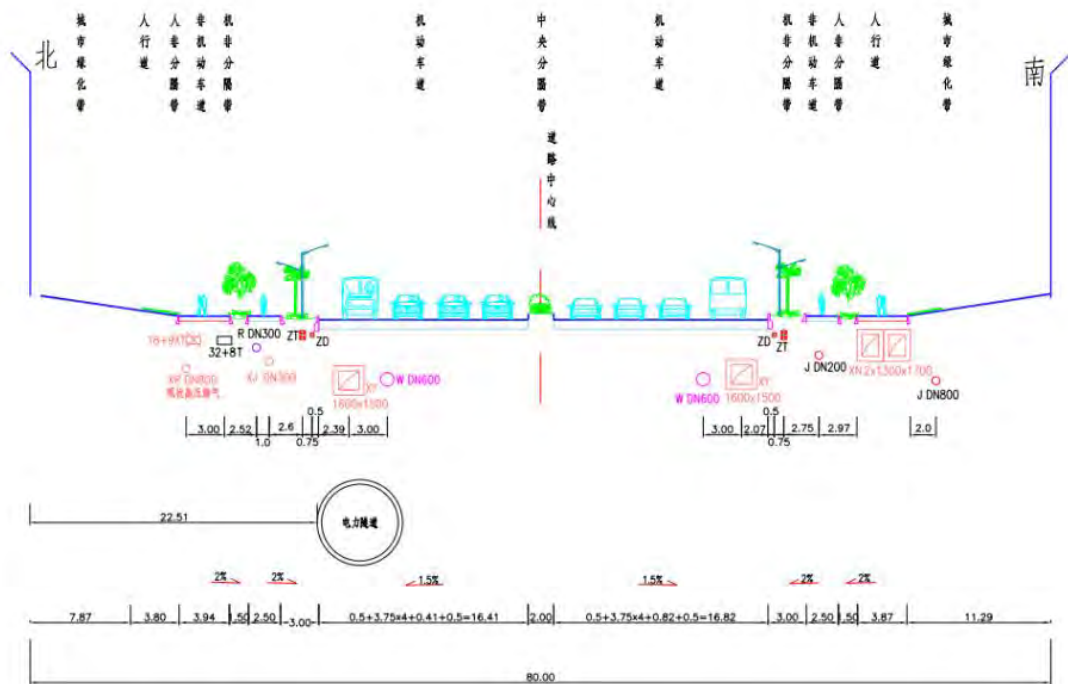 城市绿化带
人行道
人非分隔带
非机动车道
机非分隔带
机动车道
中央分隔带
机动车道
机非分隔带
非机动车道
人非分隔带
人行道
城市绿化带
北
南
道路中心线
R DN300
32+8T
ZT
ZD
XJ DN300
XR DN800
XY
1600x1500
W DN600
ZD
ZT
J DN200
XN 2x1300x1700
XY
1600x1500
W DN600
J DN800
0.5
3.00 2.52 2.6 2.39 3.00
1.0 0.75
0.5
3.00 2.07 2.75 2.97 2.0
0.75
22.51
电力隧道
2% 2% 1.5% 1.5% 2% 2%
7.87 3.80 3.94 1.50 2.50 3.00 0.5+3.75x4+0.41+0.5=16.41 2.00 0.5+3.75x4+0.82+0.5=16.82 3.00 2.50 1.50 3.87 11.29
80.00